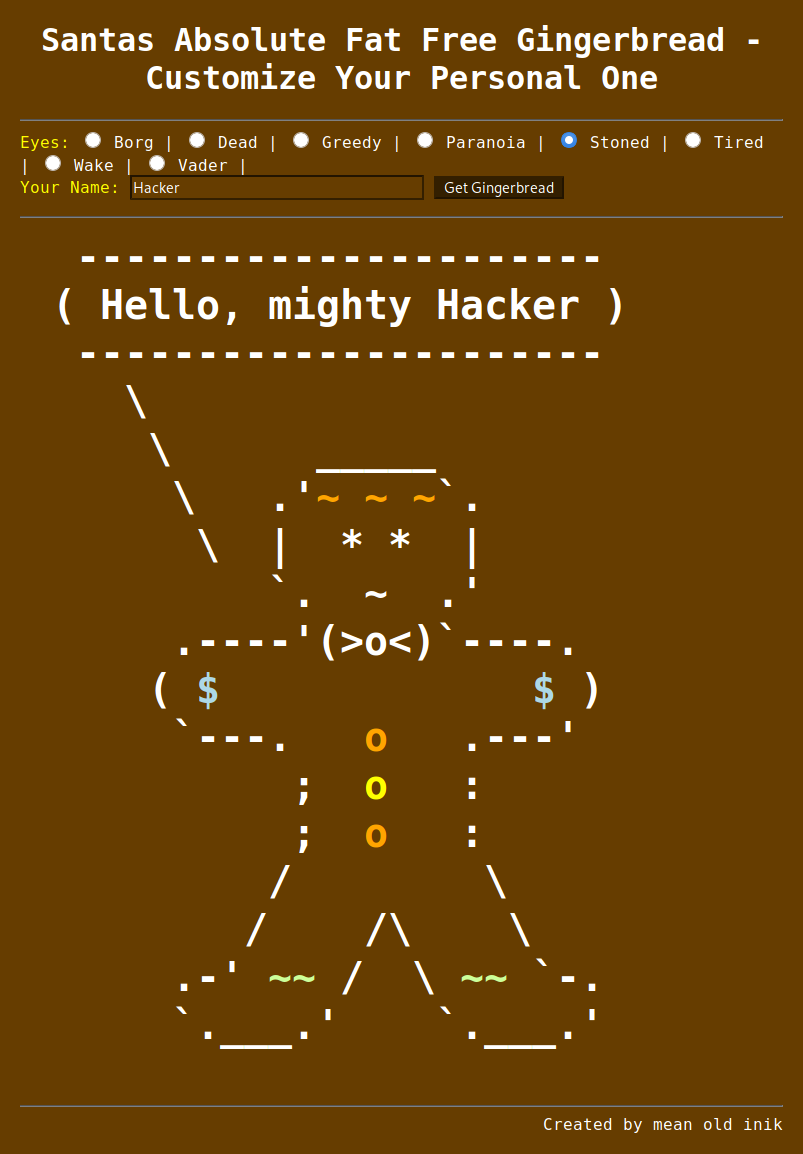 Santas Absolute Fat Free Gingerbread -
Customize Your Personal One
Eyes: Borg | Dead | Greedy | Paranoia | Stoned | Tired
| Wake | Vader |
Your Name: Hacker Get Gingerbread
----------------------
( Hello, mighty Hacker )
----------------------
\
\ _____
\ .'~ ~ ~`.
\ | * * |
`. ~ .'
.----'(>o<)`----.
( $ $ )
`---. o .---'
; o :
; o :
/ \
/ /\ \
.-' ~~ / \ ~~ `-.
`.___.' `.___.'
Created by mean old inik